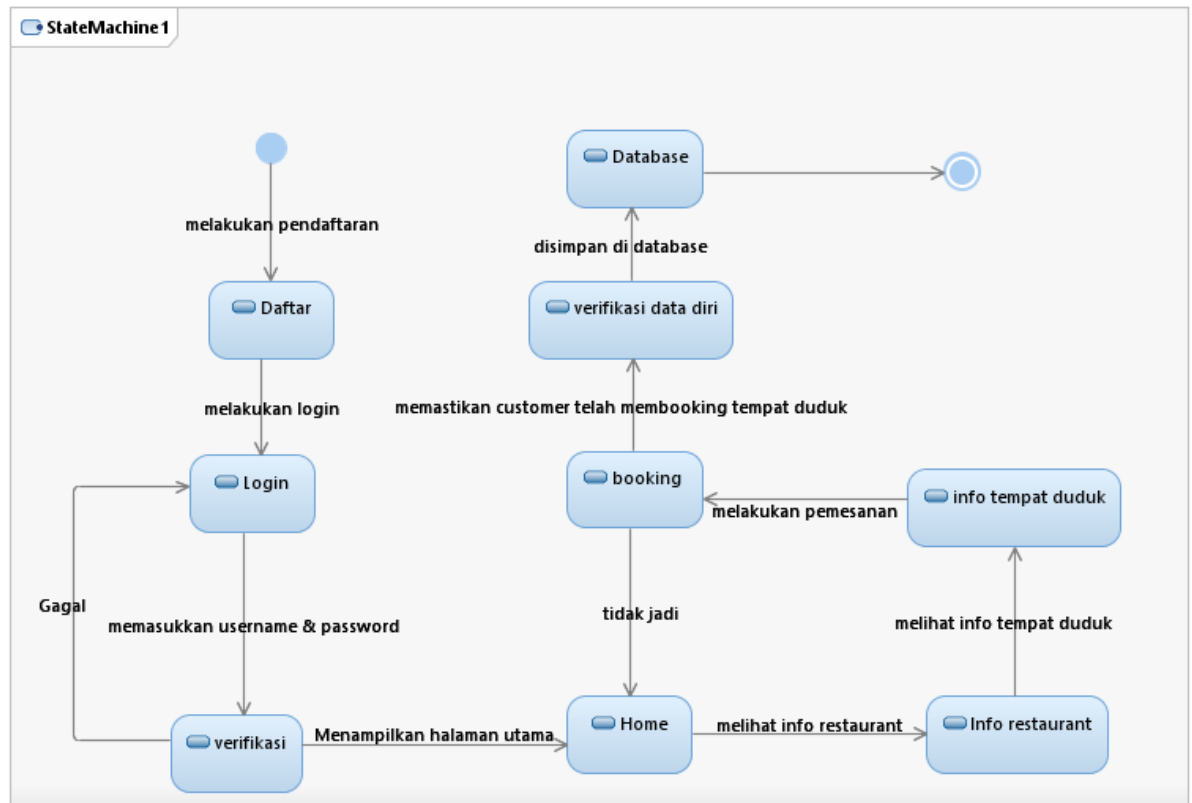 StateMachine1
Database
melakukan pendaftaran
disimpan di database
Daftar
verifikasi data diri
melakukan login
memastikan customer telah membooking tempat duduk
Login
booking
info tempat duduk
melakukan pemesanan
Gagal
memasukkan username & password
tidak jadi
melihat info tempat duduk
verifikasi
Menampilkan halaman utama
Home
melihat info restaurant
Info restaurant